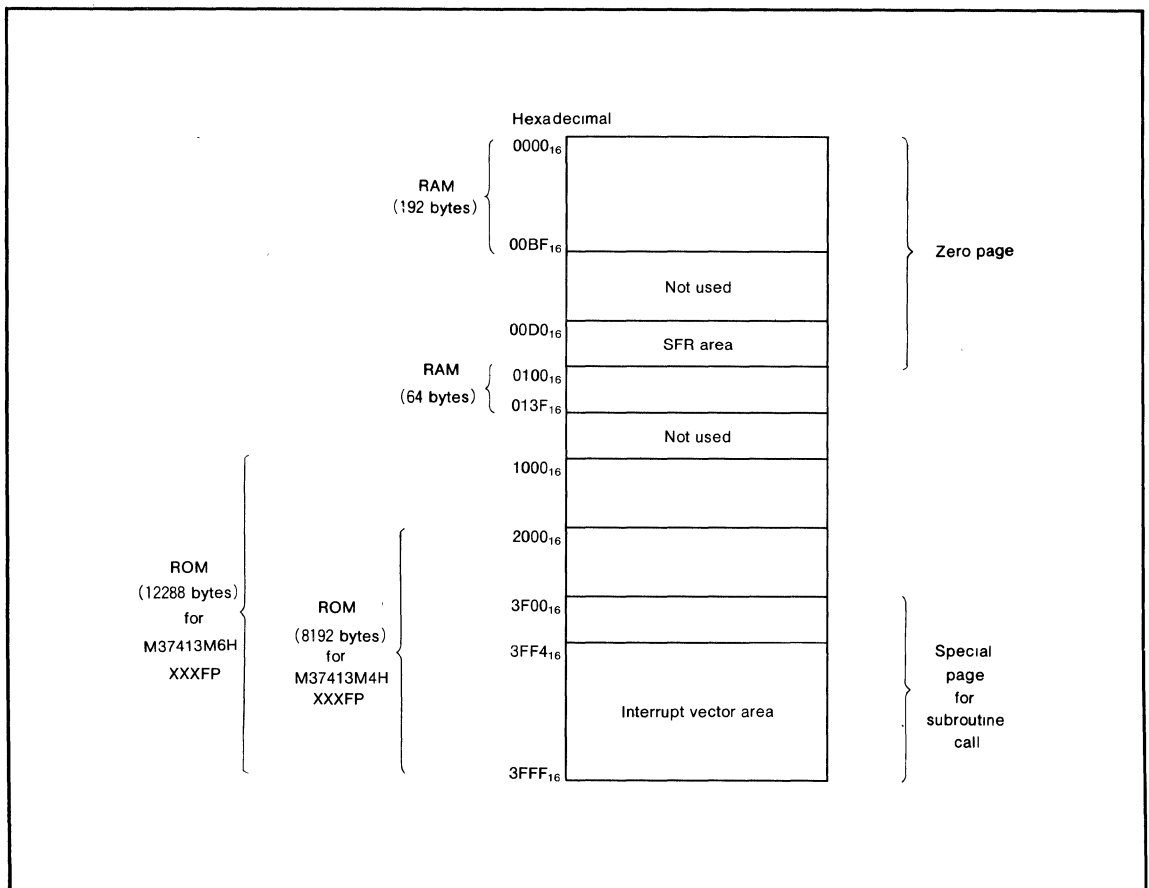 Hexadecimal
0000₁₆
RAM
(192 bytes)
00BF₁₆
Zero page
Not used
00D0₁₆
SFR area
RAM
(64 bytes)
0100₁₆
013F₁₆
Not used
1000₁₆
2000₁₆
ROM
(12288 bytes)
for
M37413M6H
XXXFP
ROM
(8192 bytes)
for
M37413M4H
XXXFP
3F00₁₆
3FF4₁₆
Interrupt vector area
Special
page
for
subroutine
call
3FFF₁₆